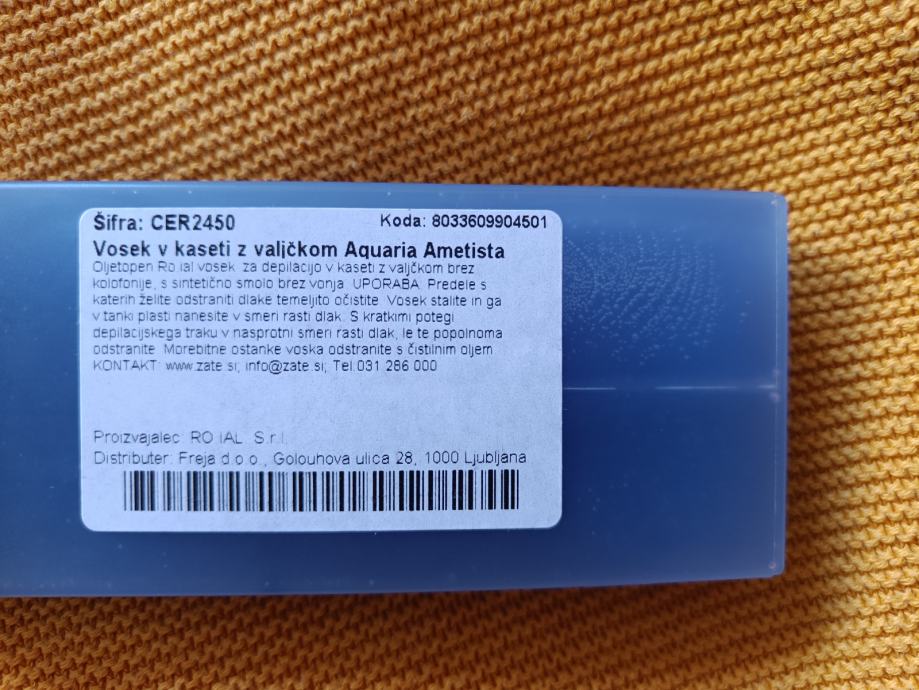 Šifra: CER2450 Koda: 8033609904501
Vosek v kaseti z valjčkom Aquaria Ametista
Oljetopen Ro.ial vosek za depilacijo v kaseti z valjčkom brez
kolofonije, s sintetično smolo brez vonja. UPORABA: Predele s
katerih želite odstraniti dlake temeljito očistite. Vosek stalite in ga
v tanki plasti nanesite v smeri rasti dlak. S kratkimi potegi
depilacijskega traku v nasprotni smeri rasti dlak, le te popolnoma
odstranite. Morebitne ostanke voska odstranite s čistilnim oljem.
KONTAKT: www.zate.si; info@zate.si; Tel:031 286 000
Proizvajalec: RO.IAL. S.r.l.
Distributer: Freja d.o.o., Golouhova ulica 28, 1000 Ljubljana